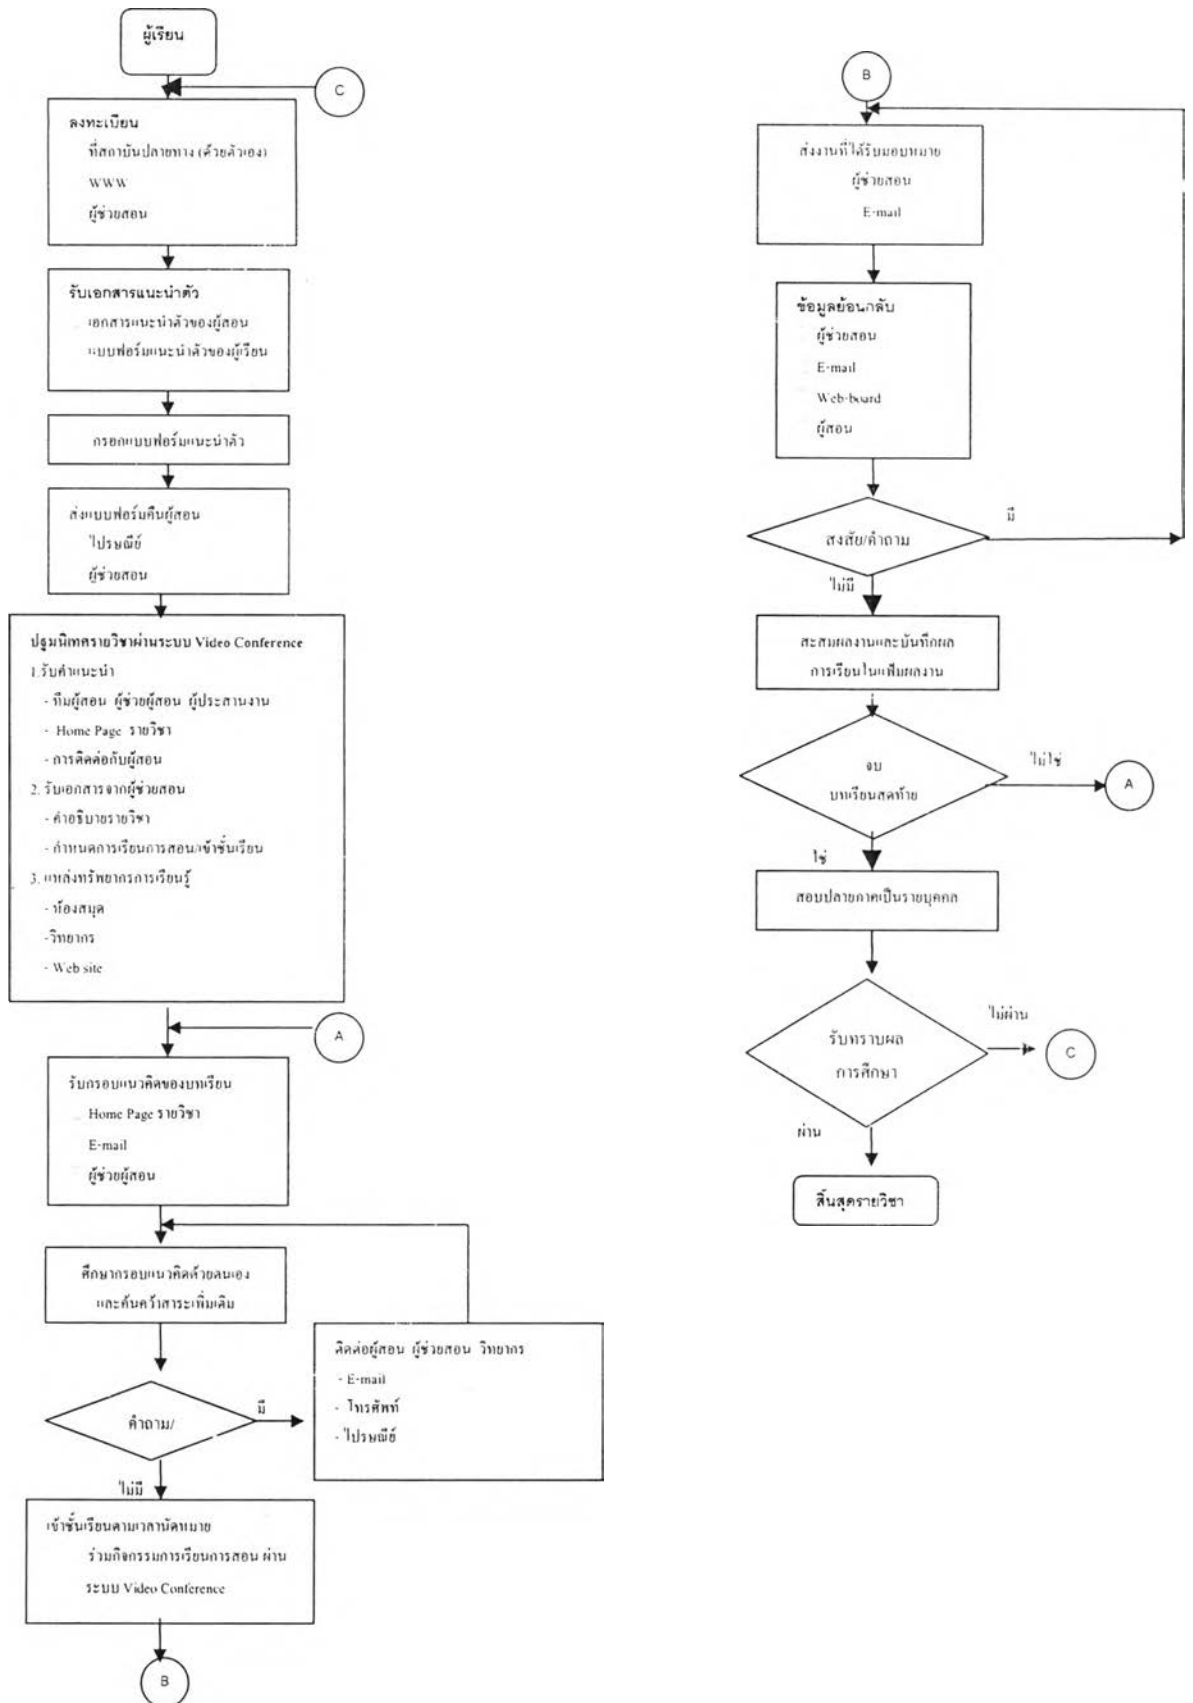 ผู้เรียน
C
ลงทะเบียน
ที่สถาบันปลายทาง (ด้วยตัวเอง)
WWW
ผู้ช่วยสอน
รับเอกสารแนะนำตัว
เอกสารแนะนำตัวของผู้สอน
แบบฟอร์มแนะนำตัวของผู้เรียน
กรอกแบบฟอร์มแนะนำตัว
ส่งแบบฟอร์มคืนผู้สอน
ไปรษณีย์
ผู้ช่วยสอน
ปฐมนิเทศรายวิชาผ่านระบบ Video Conference
1.รับคำแนะนำ
- ทีมผู้สอน ผู้ช่วยผู้สอน ผู้ประสานงาน
- Home Page รายวิชา
- การติดต่อกับผู้สอน
2. รับเอกสารจากผู้ช่วยสอน
- คำอธิบายรายวิชา
- กำหนดการเรียนการสอน/เข้าชั้นเรียน
3. แหล่งทรัพยากรการเรียนรู้
- ห้องสมุด
-วิทยากร
- Web site
A
รับกรอบแนวคิดของบทเรียน
Home Page รายวิชา
E-mail
ผู้ช่วยผู้สอน
ศึกษากรอบแนวคิดด้วยตนเอง
และค้นคว้าสาระเพิ่มเติม
คำถาม/
มี
ไม่มี
ติดต่อผู้สอน ผู้ช่วยสอน วิทยากร
- E-mail
- โทรศัพท์
- ไปรษณีย์
เข้าชั้นเรียนตามเวลานัดหมาย
ร่วมกิจกรรมการเรียนการสอน ผ่าน
ระบบ Video Conference
B
B
ส่งงานที่ได้รับมอบหมาย
ผู้ช่วยสอน
E-mail
ข้อมูลย้อนกลับ
ผู้ช่วยสอน
E-mail
Web-board
ผู้สอน
สงสัย/คำถาม
มี
ไม่มี
สะสมผลงานและบันทึกผล
การเรียนในแฟ้มผลงาน
จบ
บทเรียนสุดท้าย
ไม่ใช่
A
ใช่
สอบปลายภาคเป็นรายบุคคล
รับทราบผล
การศึกษา
ไม่ผ่าน
C
ผ่าน
สิ้นสุดรายวิชา